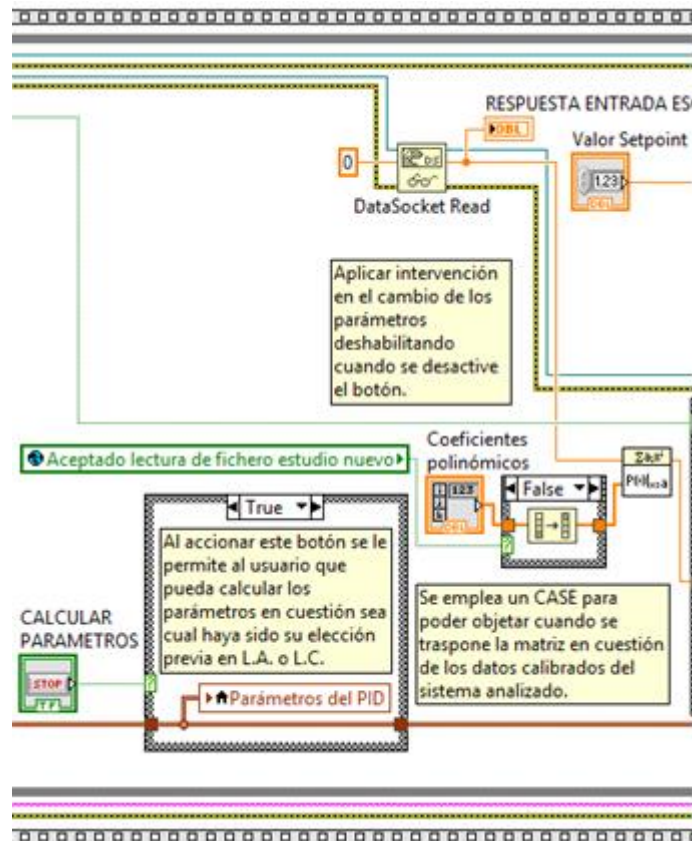 RESPUESTA ENTRADA ES
DBL
Valor Setpoint
0
1.23
DBL
DataSocket Read
Aplicar intervención
en el cambio de los
parámetros
deshabilitando
cuando se desactive
el botón.
Coeficientes
polinómicos
Aceptado lectura de fichero estudio nuevo
False
True
Al accionar este botón se le
permite al usuario que
pueda calcular los
parámetros en cuestión sea
cual haya sido su elección
previa en L.A. o L.C.
CALCULAR
PARAMETROS
STOP
TF
Parámetros del PID
Se emplea un CASE para
poder objetar cuando se
traspone la matriz en cuestión
de los datos calibrados del
sistema analizado.